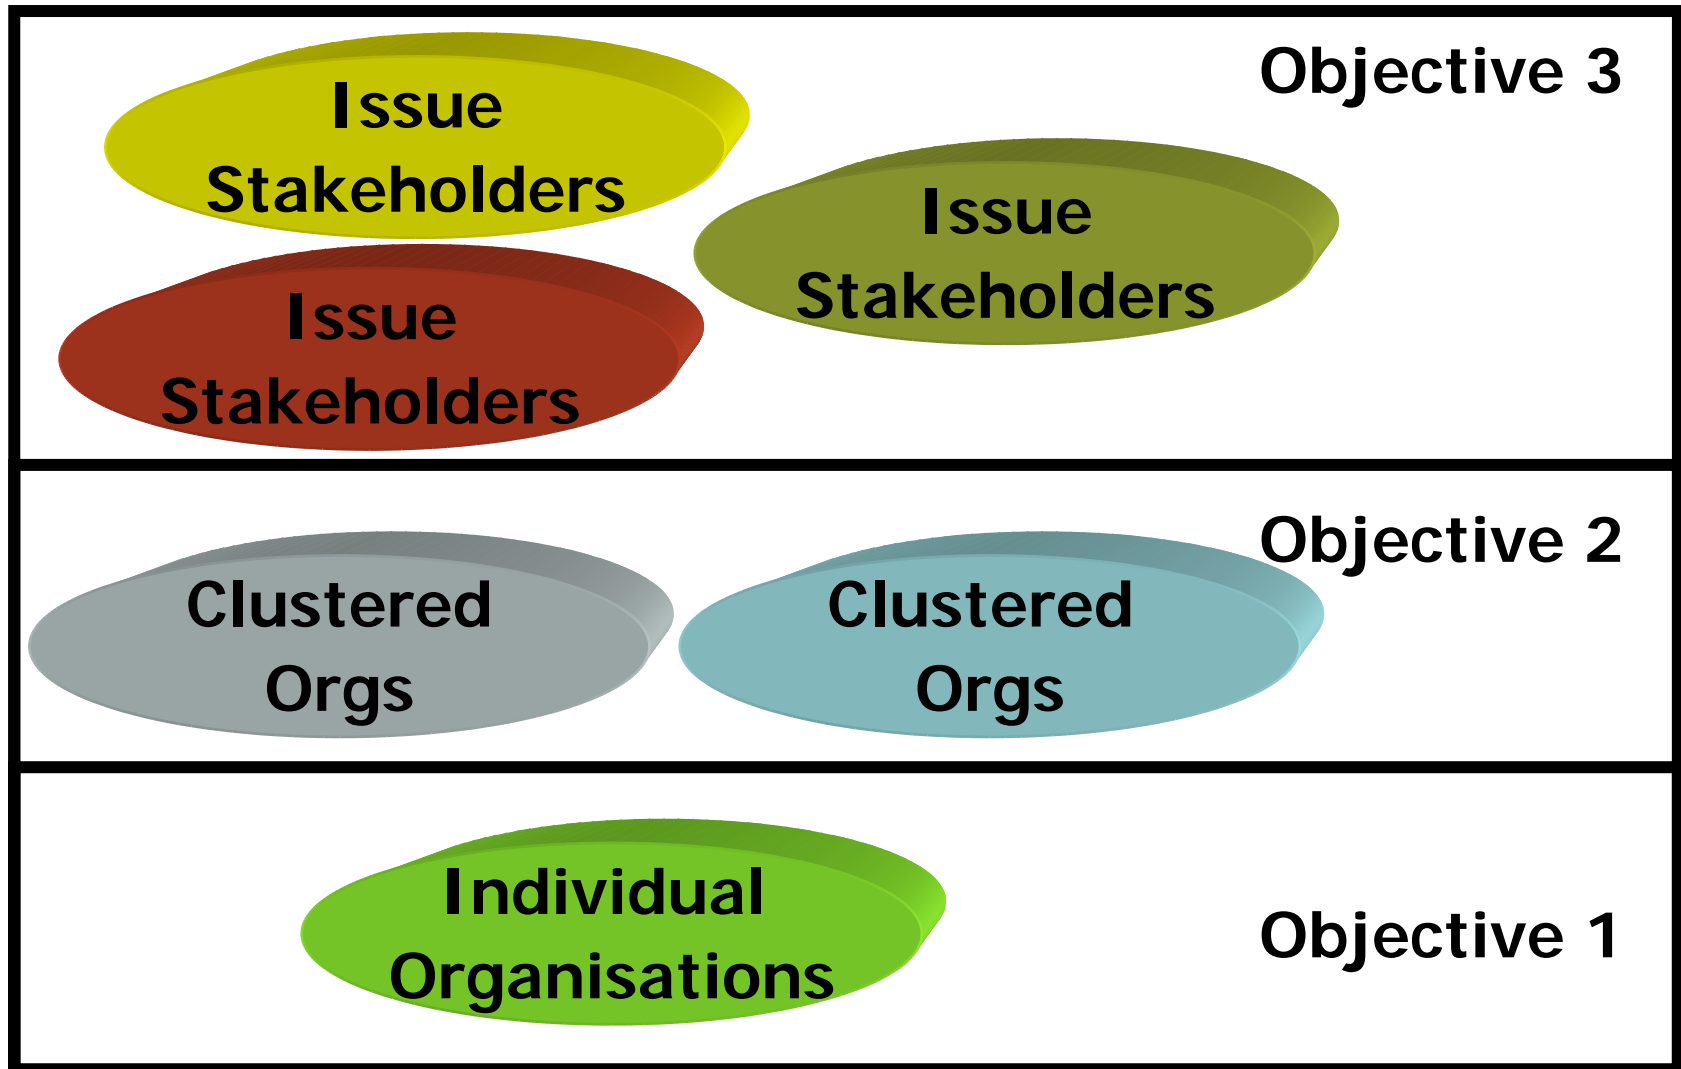 Objective 3
Issue
Stakeholders
Issue
Stakeholders
Issue
Stakeholders
Objective 2
Clustered
Orgs
Clustered
Orgs
Individual
Organisations
Objective 1